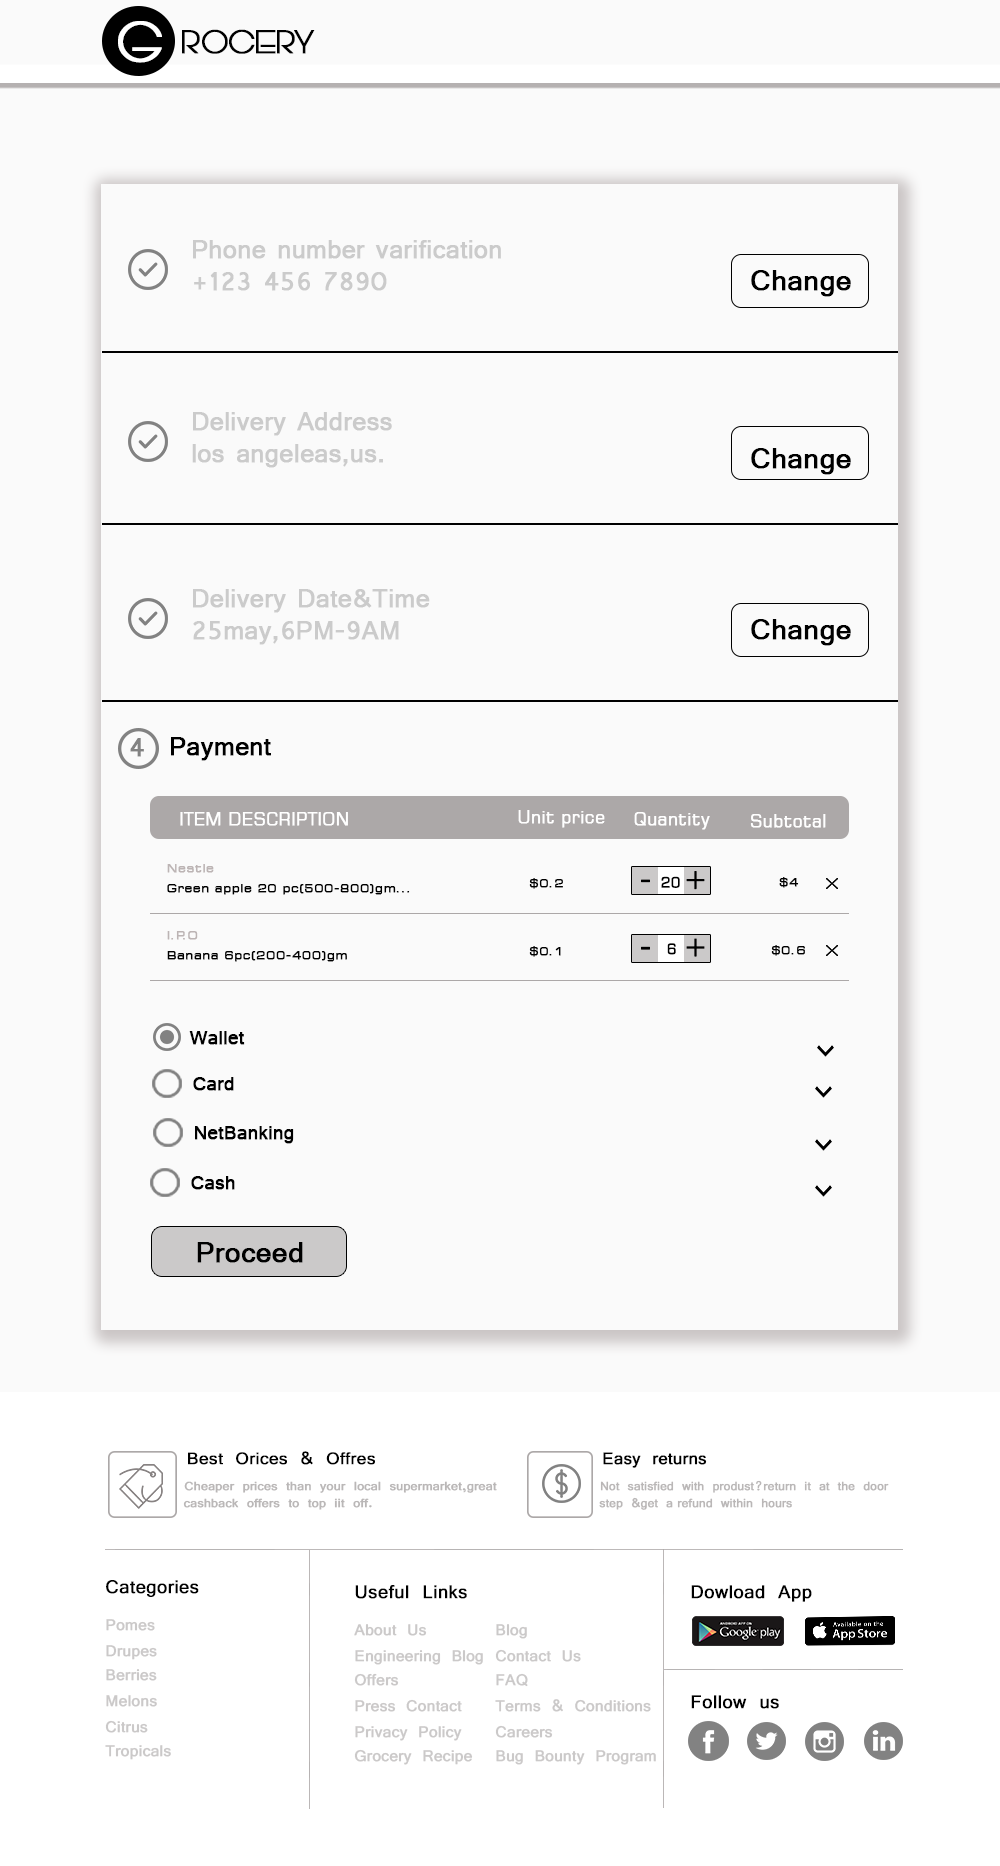 G ROCERY
Phone number varification
+123 456 7890
Change
Delivery Address
los angeleas,us.
Change
Delivery Date&Time
25may,6PM-9AM
Change
4 Payment
ITEM DESCRIPTION Unit price Quantity Subtotal
Nestle
Green apple 20 pc(500-800)gm... $0.2 - 20 + $4 ×
I.P.O
Banana 6pc(200-400)gm $0.1 - 6 + $0.6 ×
Wallet
Card
NetBanking
Cash
Proceed
Best Orices & Offres
Cheaper prices than your local supermarket,great
cashback offers to top iit off.
Easy returns
Not satisfied with produst?return it at the door
step &get a refund within hours
Categories
Pomes
Drupes
Berries
Melons
Citrus
Tropicals
Useful Links
About Us Blog
Engineering Blog Contact Us
Offers FAQ
Press Contact Terms & Conditions
Privacy Policy Careers
Grocery Recipe Bug Bounty Program
Dowload App
ANDROID APP ON
Google play
Available on the
App Store
Follow us